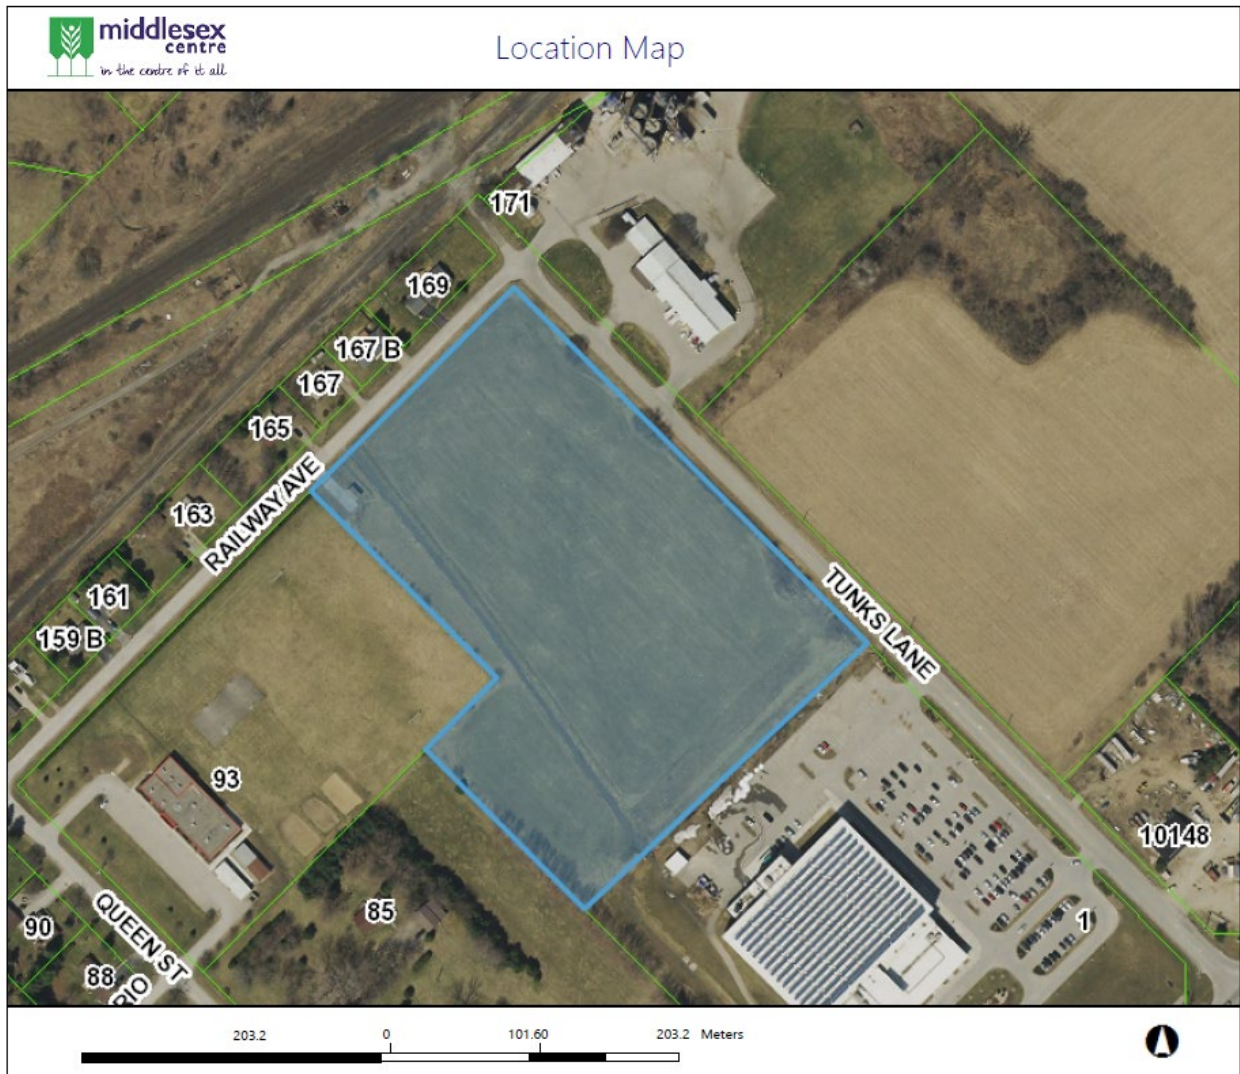 middlesex
centre
in the centre of it all
Location Map
171
169
167 B
167
165
RAILWAY AVE
163
161
159 B
TUNKS LANE
93
10148
85
1
90
QUEEN ST
88
RIO
203.2 0 101.60 203.2 Meters